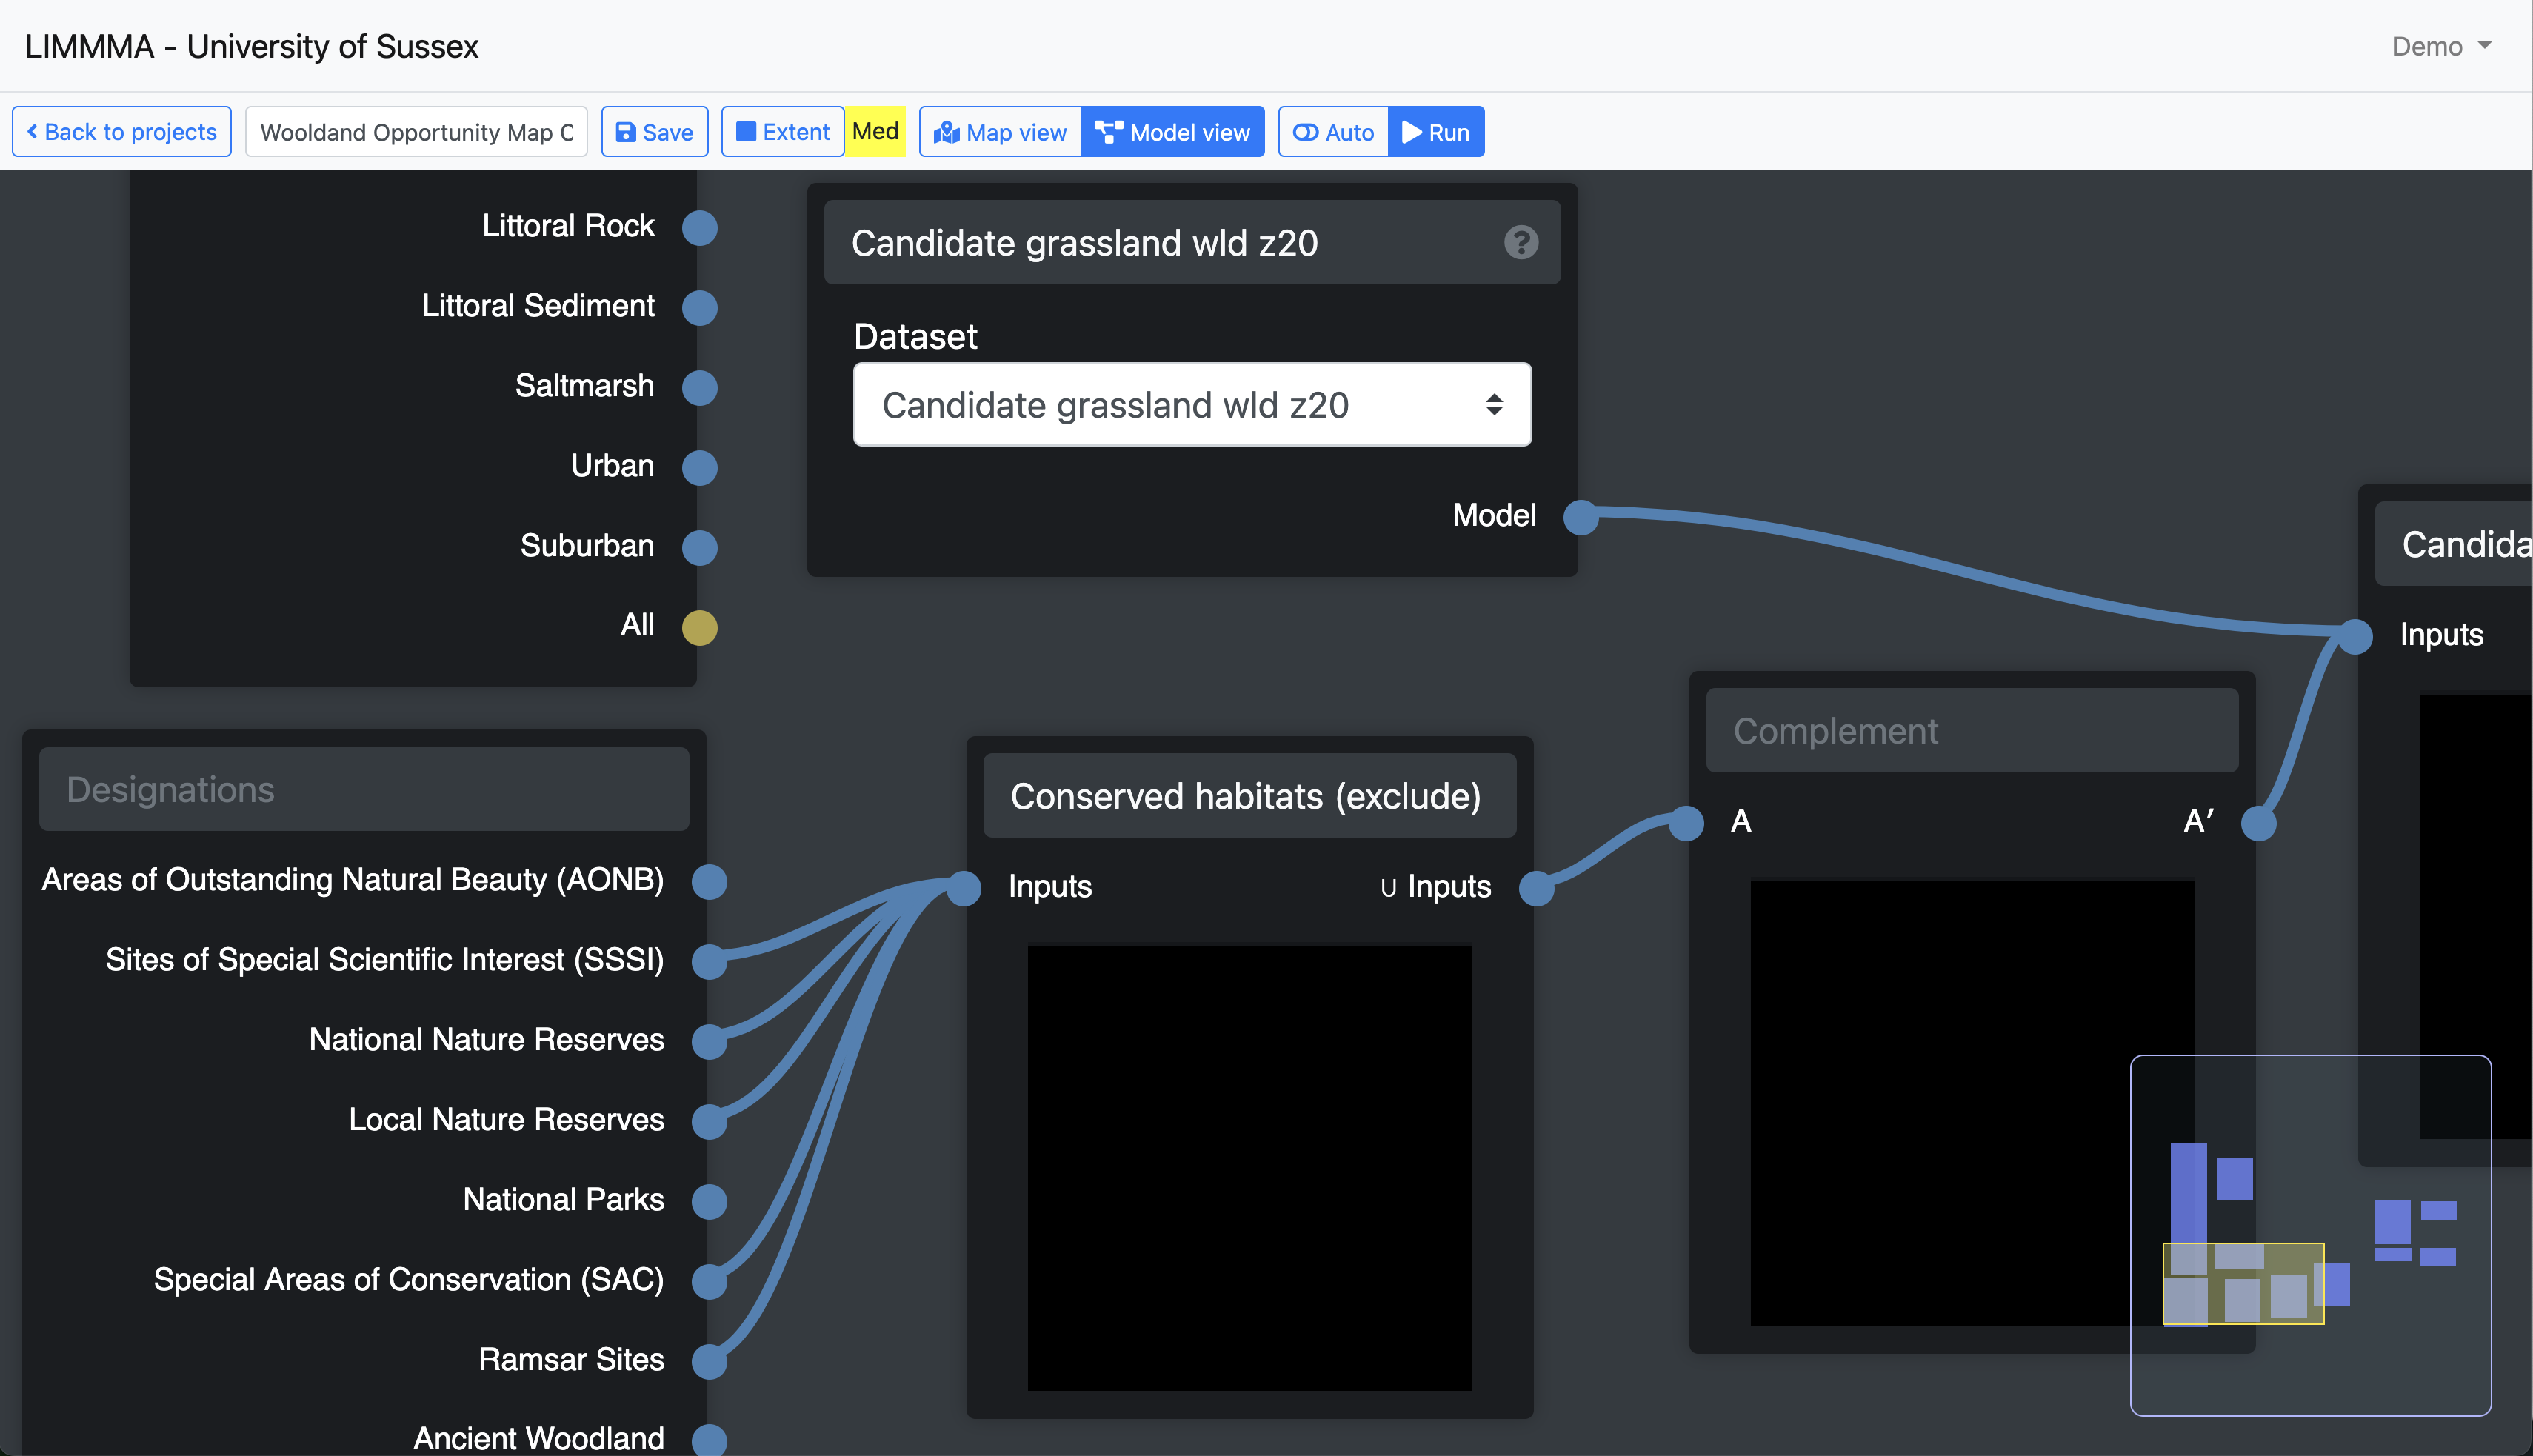 LIMMMA - University of Sussex
Demo
Back to projects
Wooldand Opportunity Map C
Save
Extent
Med
Map view
Model view
Auto
Run
Littoral Rock
Littoral Sediment
Saltmarsh
Urban
Suburban
All
Candidate grassland wld z20
Dataset
Candidate grassland wld z20
Model
Candida
Inputs
Designations
Areas of Outstanding Natural Beauty (AONB)
Sites of Special Scientific Interest (SSSI)
National Nature Reserves
Local Nature Reserves
National Parks
Special Areas of Conservation (SAC)
Ramsar Sites
Ancient Woodland
Conserved habitats (exclude)
Inputs
∪ Inputs
Complement
A
A′